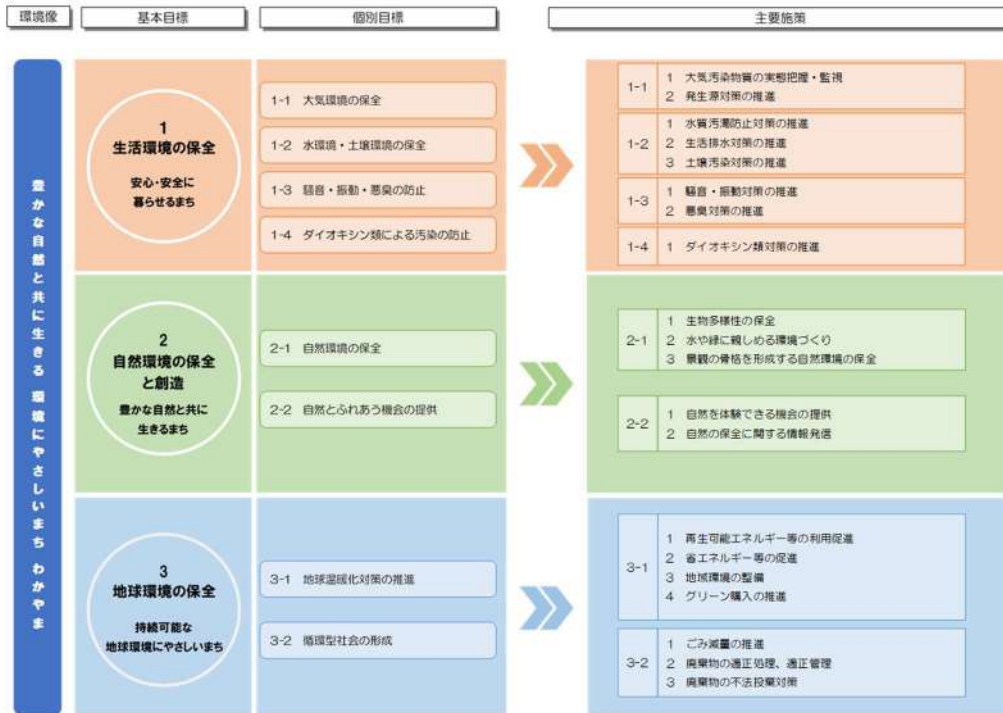 環境像
基本目標
個別目標
主要施策
豊かな自然と共に生きる 環境にやさしいまち わかやま
1
生活環境の保全
安心・安全に
暮らせるまち
1-1 大気環境の保全
1-2 水環境・土壌環境の保全
1-3 騒音・振動・悪臭の防止
1-4 ダイオキシン類による汚染の防止
1-1
1 大気汚染物質の実態把握・監視
2 発生源対策の推進
1-2
1 水質汚濁防止対策の推進
2 生活排水対策の推進
3 土壌汚染対策の推進
1-3
1 騒音・振動対策の推進
2 悪臭対策の推進
1-4
1 ダイオキシン類対策の推進
2
自然環境の保全
と創造
豊かな自然と共に
生きるまち
2-1 自然環境の保全
2-2 自然とふれあう機会の提供
2-1
1 生物多様性の保全
2 水や緑に親しめる環境づくり
3 景観の骨格を形成する自然環境の保全
2-2
1 自然を体験できる機会の提供
2 自然の保全に関する情報発信
3
地球環境の保全
持続可能な
地球環境にやさしいまち
3-1 地球温暖化対策の推進
3-2 循環型社会の形成
3-1
1 再生可能エネルギー等の利用促進
2 省エネルギー等の促進
3 地域環境の整備
4 グリーン購入の推進
3-2
1 ごみ減量の推進
2 廃棄物の適正処理、適正管理
3 廃棄物の不法投棄対策